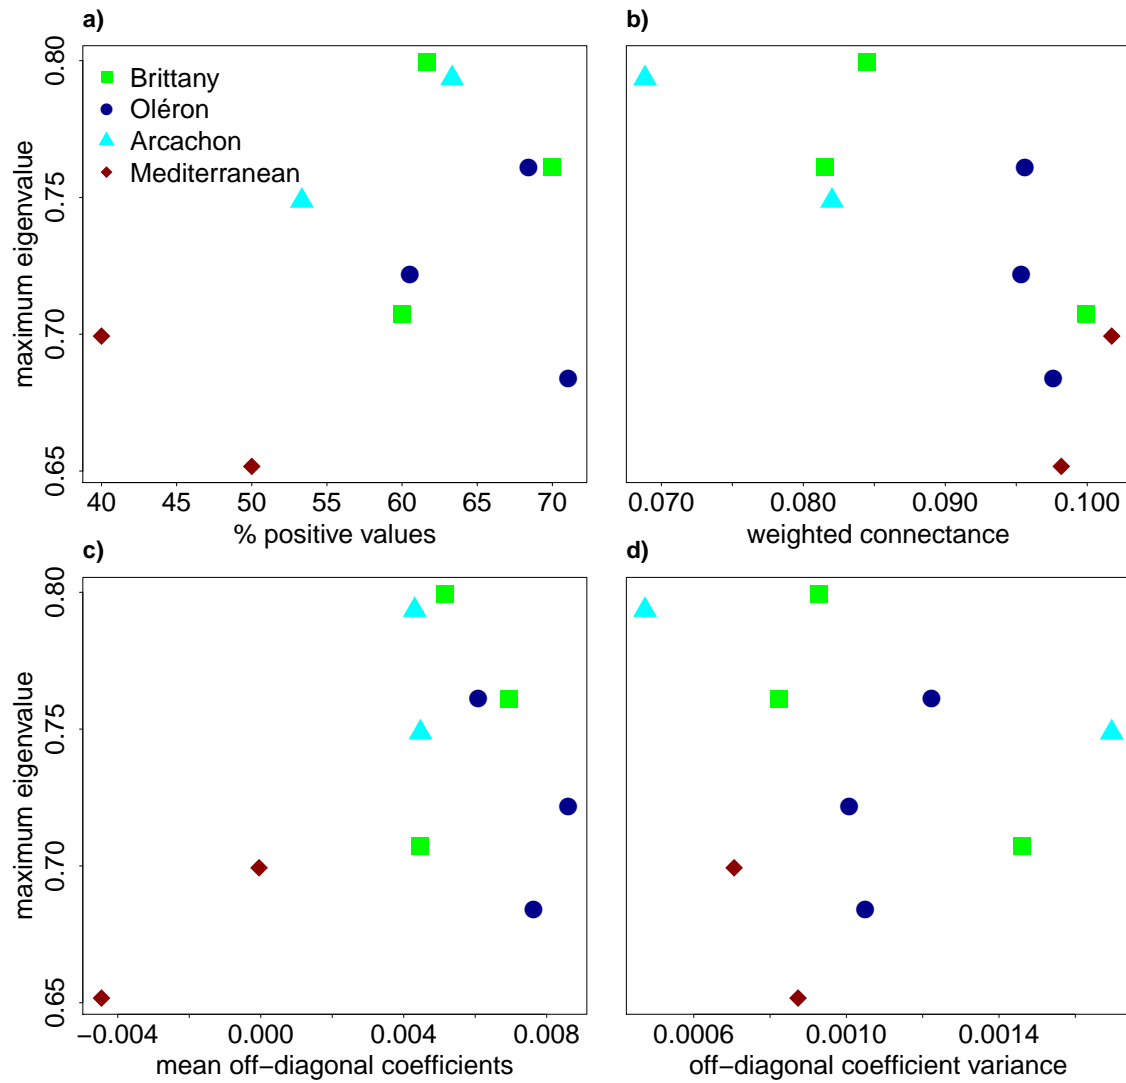 a)
b)
0.80
0.75
0.70
0.65
maximum eigenvalue
Brittany
Oléron
Arcachon
Mediterranean
40 45 50 55 60 65 70
% positive values
0.070 0.080 0.090 0.100
weighted connectance
c)
d)
0.80
0.75
0.70
0.65
maximum eigenvalue
−0.004 0.000 0.004 0.008
mean off−diagonal coefficients
0.0006 0.0010 0.0014
off−diagonal coefficient variance